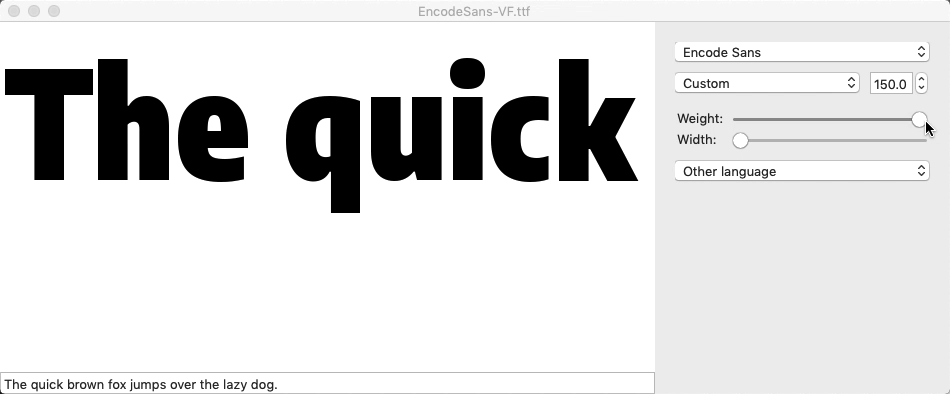 EncodeSans-VF.ttf
The quick
Encode Sans
Custom 150.0
Weight:
Width:
Other language
The quick brown fox jumps over the lazy dog.